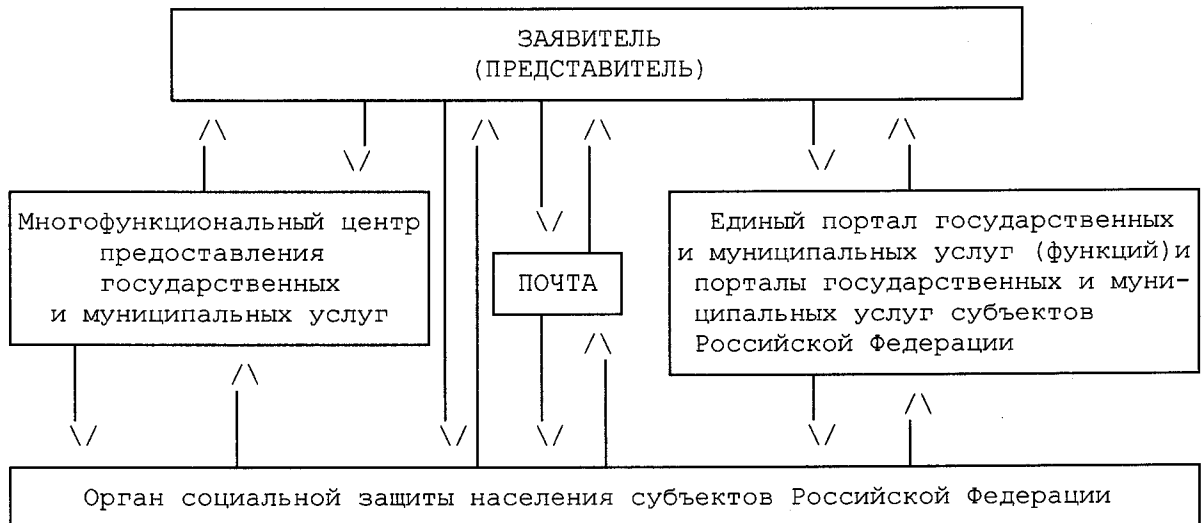 ЗАЯВИТЕЛЬ
(ПРЕДСТАВИТЕЛЬ)
Многофункциональный центр
предоставления
государственных
и муниципальных услуг
ПОЧТА
Единый портал государственных
и муниципальных услуг (функций)и
порталы государственных и муни-
ципальных услуг субъектов
Российской Федерации
Орган социальной защиты населения субъектов Российской Федерации